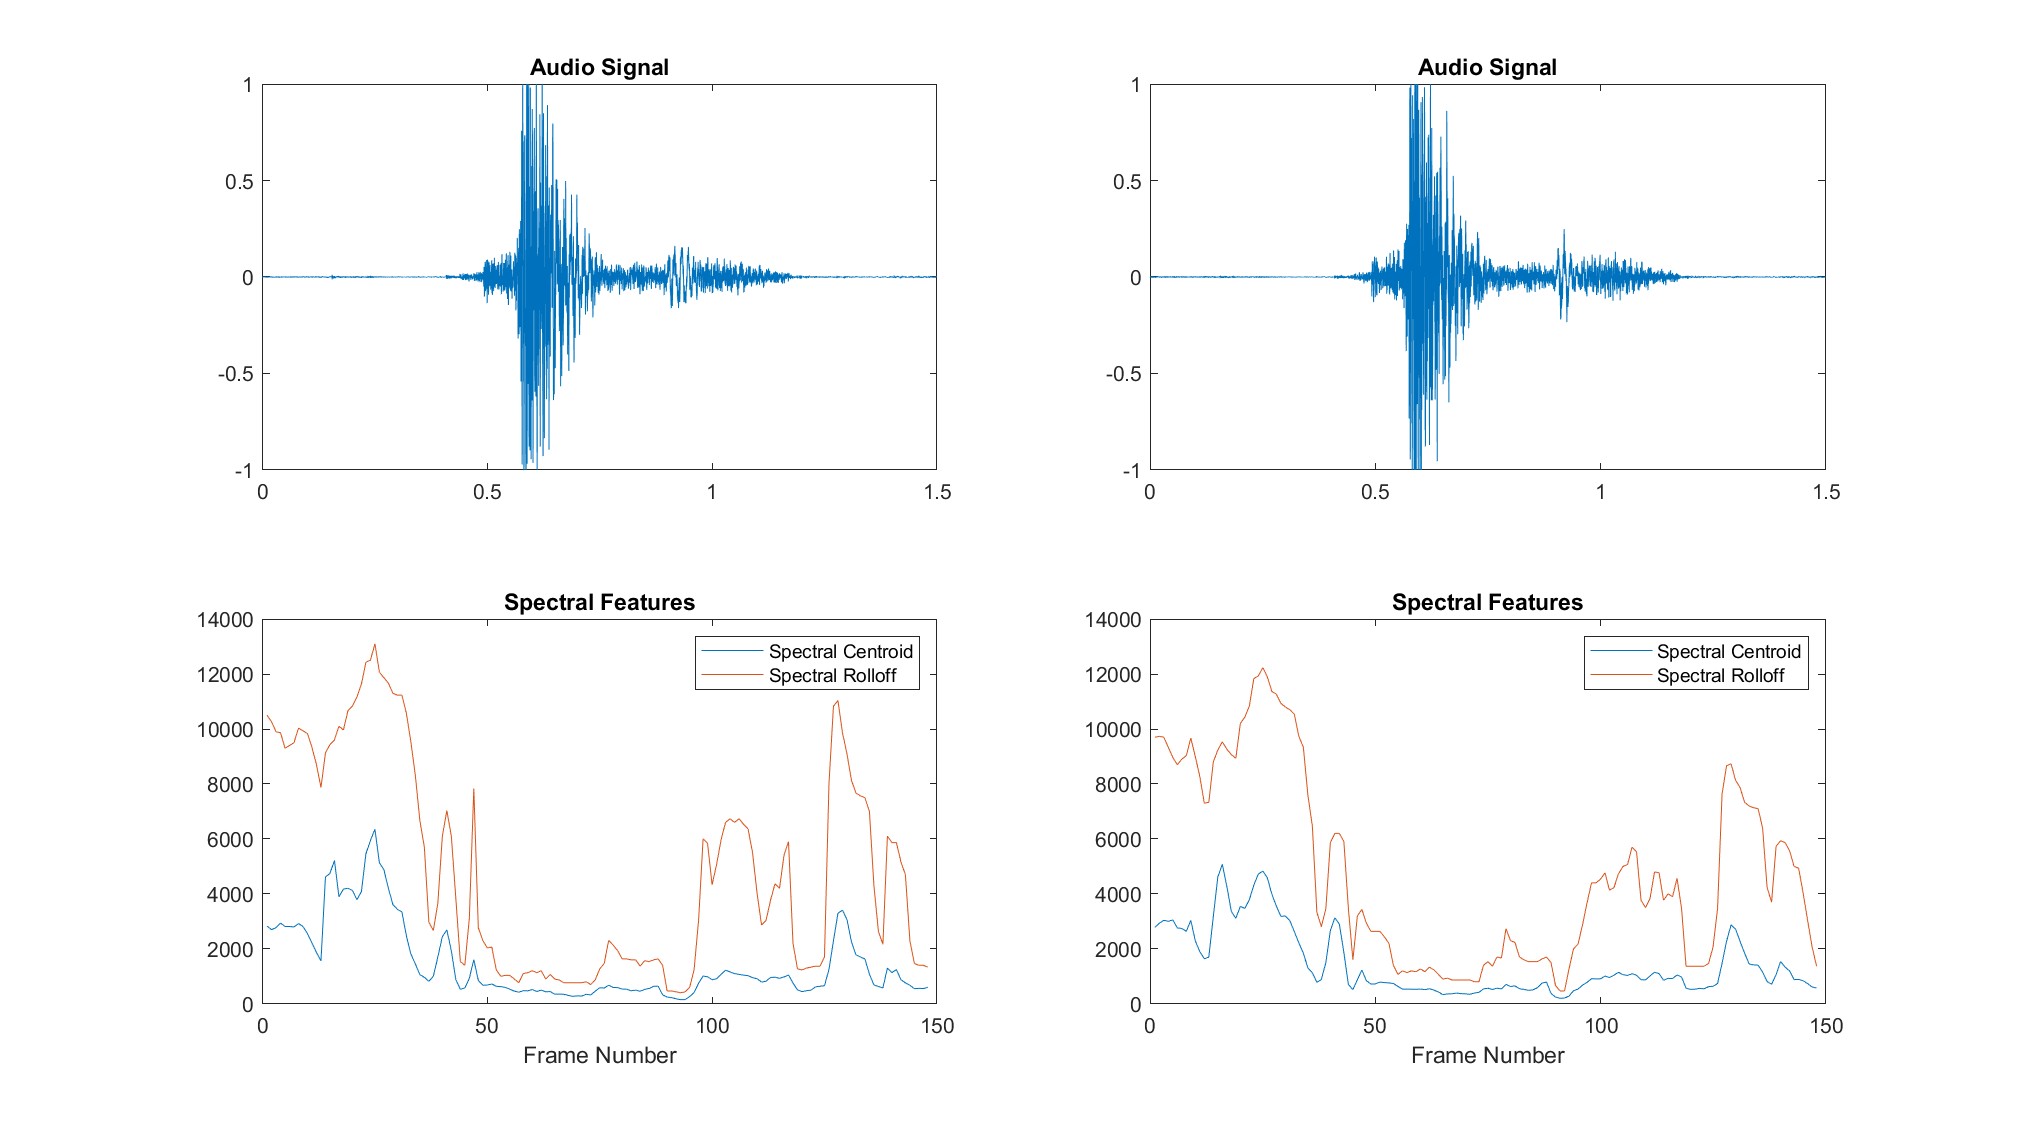 Audio Signal
1
0.5
0
-0.5
-1
0 0.5 1 1.5
Audio Signal
1
0.5
0
-0.5
-1
0 0.5 1 1.5
Spectral Features
14000
12000
10000
8000
6000
4000
2000
0
Spectral Centroid
Spectral Rolloff
0 50 100 150
Frame Number
Spectral Features
14000
12000
10000
8000
6000
4000
2000
0
Spectral Centroid
Spectral Rolloff
0 50 100 150
Frame Number